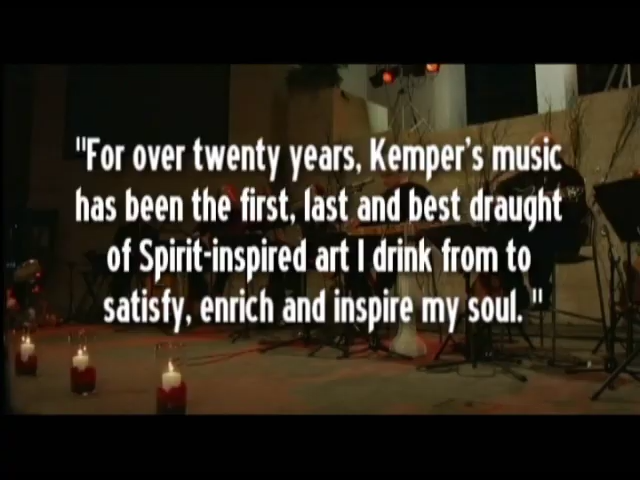 "For over twenty years, Kemper's music
has been the first, last and best draught
of Spirit-inspired art I drink from to
satisfy, enrich and inspire my soul. "